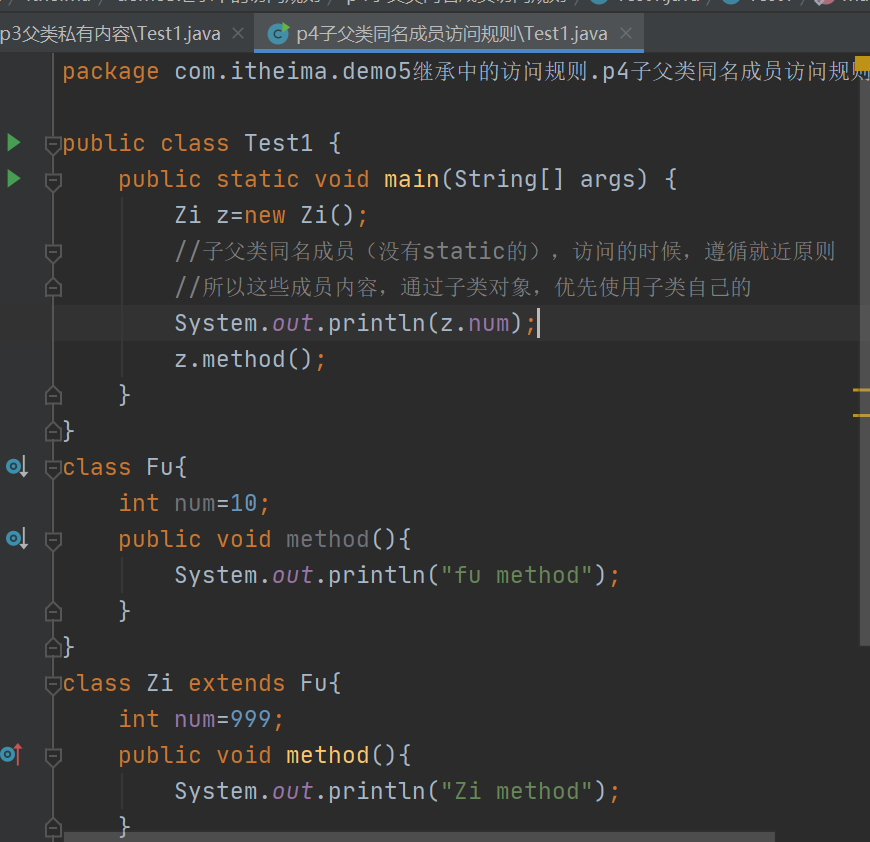 p3父类私有内容\Test1.java p4子父类同名成员访问规则\Test1.java
package com.itheima.demo5继承中的访问规则.p4子父类同名成员访问规则
public class Test1 {
public static void main(String[] args) {
Zi z=new Zi();
//子父类同名成员（没有static的），访问的时候，遵循就近原则
//所以这些成员内容，通过子类对象，优先使用子类自己的
System.out.println(z.num);
z.method();
}
}
class Fu{
int num=10;
public void method(){
System.out.println("fu method");
}
}
class Zi extends Fu{
int num=999;
public void method(){
System.out.println("Zi method");
}